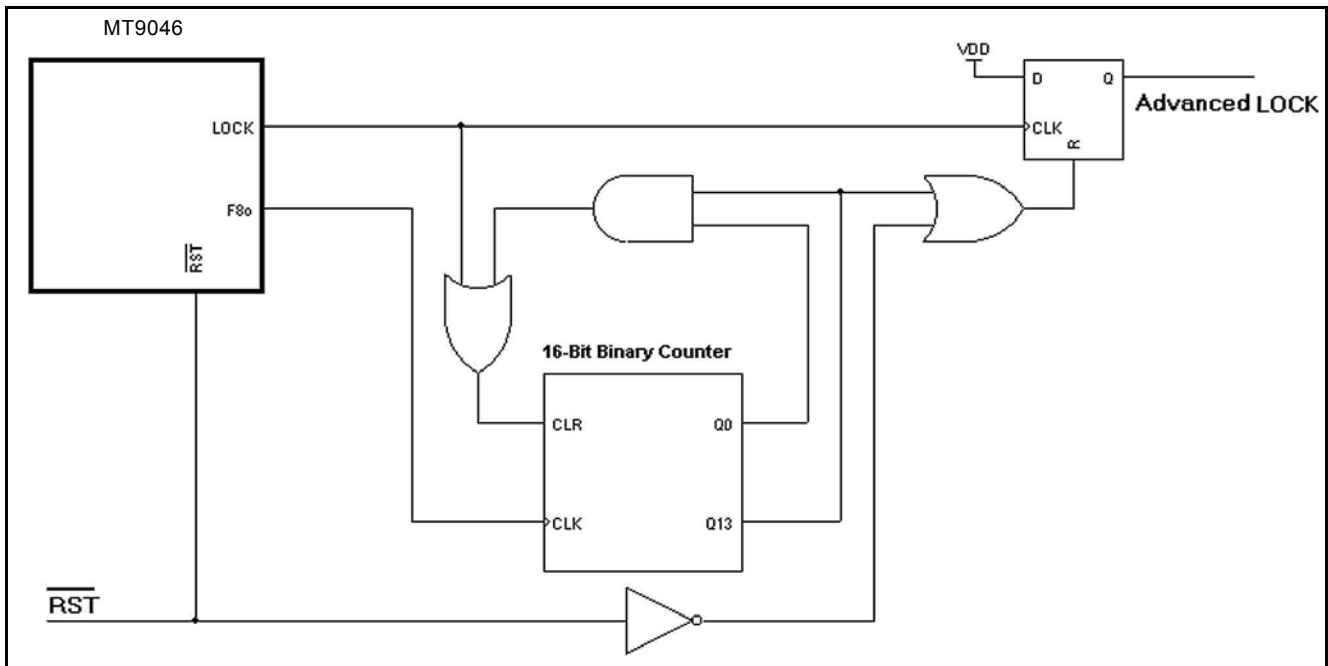 MT9046
VDD
D
Q
Advanced LOCK
LOCK
CLK
R
F8o
RST
16-Bit Binary Counter
CLR
Q0
CLK
Q13
RST